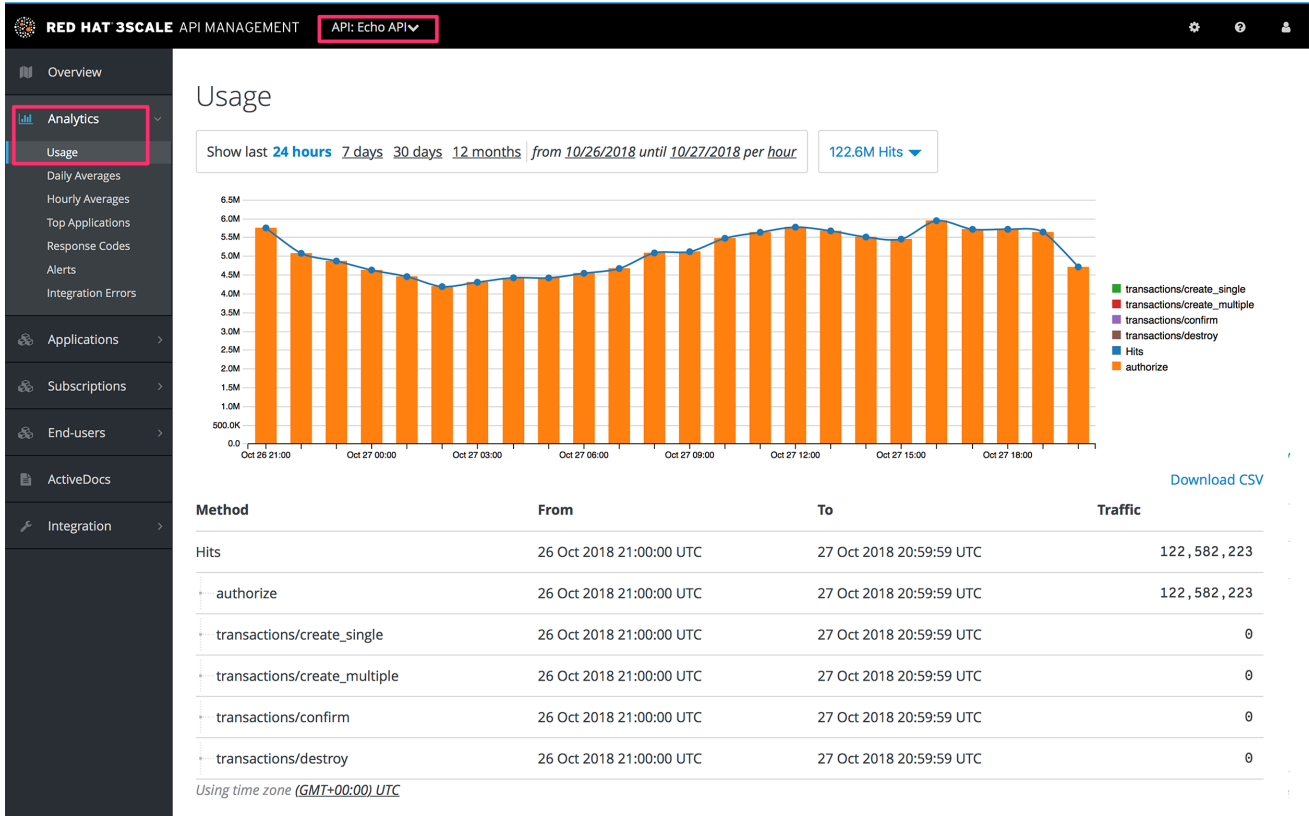 RED HAT 3SCALE API MANAGEMENT API: Echo API
Overview
Analytics
Usage
Daily Averages
Hourly Averages
Top Applications
Response Codes
Alerts
Integration Errors
Applications
Subscriptions
End-users
ActiveDocs
Integration
Usage
Show last 24 hours 7 days 30 days 12 months from 10/26/2018 until 10/27/2018 per hour 122.6M Hits
6.5M
6.0M
5.5M
5.0M
4.5M
4.0M
3.5M
3.0M
2.5M
2.0M
1.5M
1.0M
500.0K
0.0
Oct 26 21:00 Oct 27 00:00 Oct 27 03:00 Oct 27 06:00 Oct 27 09:00 Oct 27 12:00 Oct 27 15:00 Oct 27 18:00
transactions/create_single
transactions/create_multiple
transactions/confirm
transactions/destroy
Hits
authorize
Download CSV
Method From To Traffic
Hits 26 Oct 2018 21:00:00 UTC 27 Oct 2018 20:59:59 UTC 122,582,223
authorize 26 Oct 2018 21:00:00 UTC 27 Oct 2018 20:59:59 UTC 122,582,223
transactions/create_single 26 Oct 2018 21:00:00 UTC 27 Oct 2018 20:59:59 UTC 0
transactions/create_multiple 26 Oct 2018 21:00:00 UTC 27 Oct 2018 20:59:59 UTC 0
transactions/confirm 26 Oct 2018 21:00:00 UTC 27 Oct 2018 20:59:59 UTC 0
transactions/destroy 26 Oct 2018 21:00:00 UTC 27 Oct 2018 20:59:59 UTC 0
Using time zone (GMT+00:00) UTC